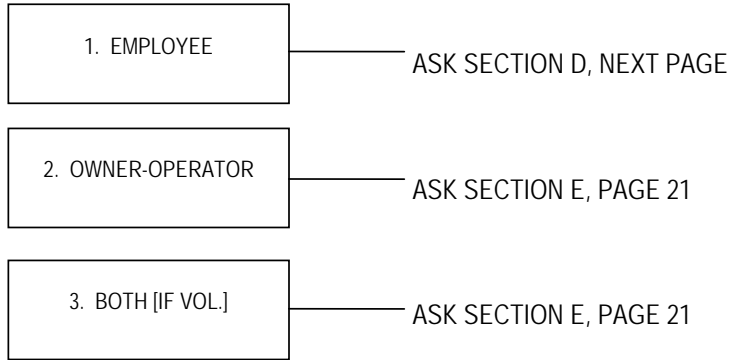 1. EMPLOYEE
ASK SECTION D, NEXT PAGE
2. OWNER-OPERATOR
ASK SECTION E, PAGE 21
3. BOTH [IF VOL.]
ASK SECTION E, PAGE 21